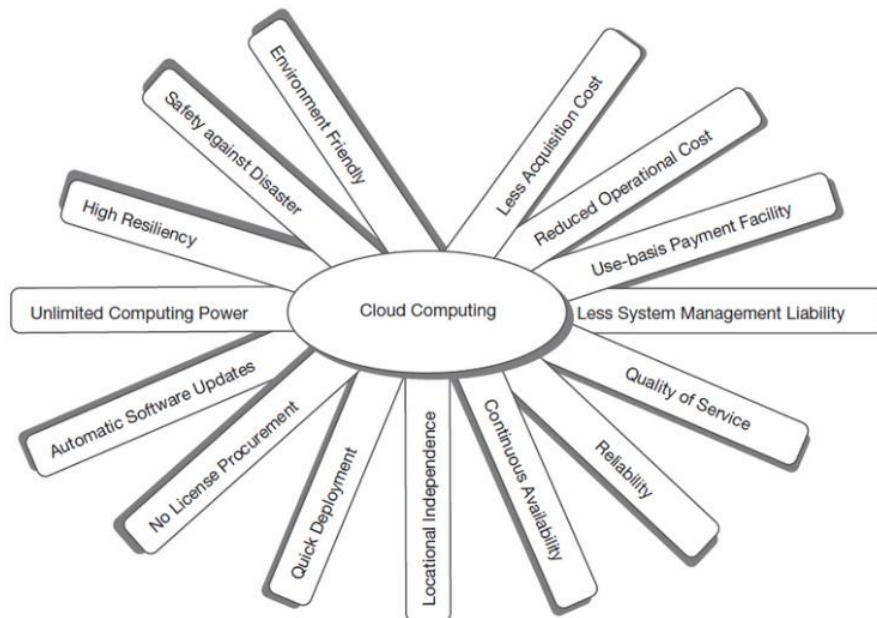 Environment Friendly
Less Acquisition Cost
Safety against Disaster
Reduced Operational Cost
High Resiliency
Use-basis Payment Facility
Unlimited Computing Power
Cloud Computing
Less System Management Liability
Automatic Software Updates
Quality of Service
No License Procurement
Reliability
Quick Deployment
Locational Independence
Continuous Availability